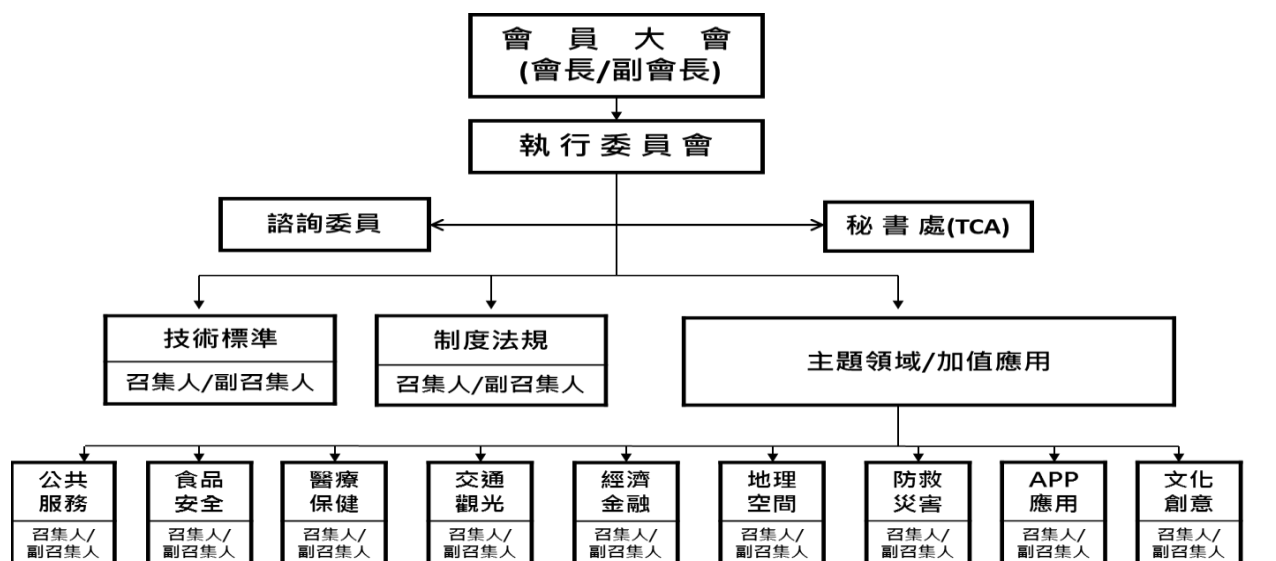 會員大會
(會長/副會長)
執行委員會
諮詢委員
秘書處(TCA)
技術標準
召集人/副召集人
制度法規
召集人/副召集人
主題領域/加值應用
公共
服務
召集人/
副召集人
食品
安全
召集人/
副召集人
醫療
保健
召集人/
副召集人
交通
觀光
召集人/
副召集人
經濟
金融
召集人/
副召集人
地理
空間
召集人/
副召集人
防救
災害
召集人/
副召集人
APP
應用
召集人/
副召集人
文化
創意
召集人/
副召集人